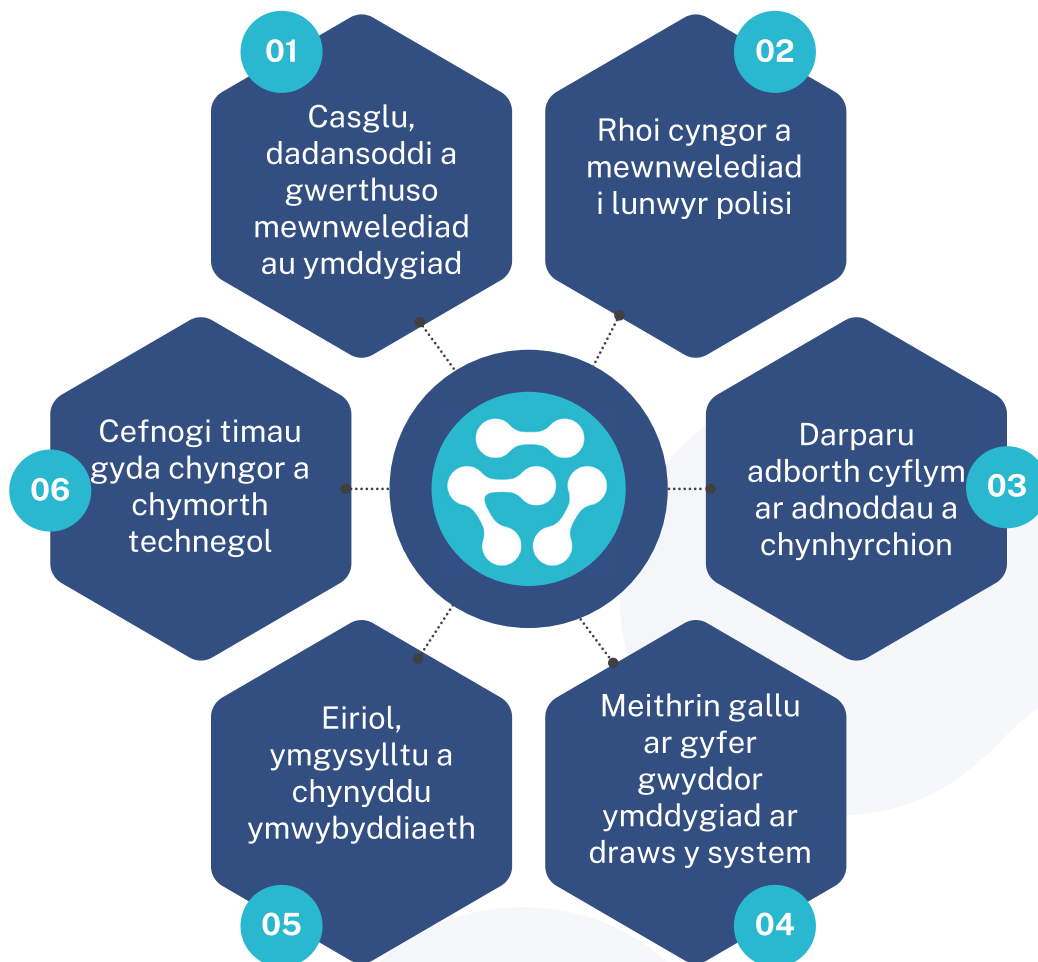 01
Casglu,
dadansoddi a
gwerthuso
mewnwelediad
au ymddygiad
02
Rhoi cyngor a
mewnwelediad
i lunwyr polisi
03
Darparu
adborth cyflym
ar adnoddau a
chynhyrchion
04
Meithrin gallu
ar gyfer
gwyddor
ymddygiad ar
draws y system
05
Eiriol,
ymgysylltu a
chynyddu
ymwybyddiaeth
06
Cefnogi timau
gyda chyngor a
chymorth
technegol